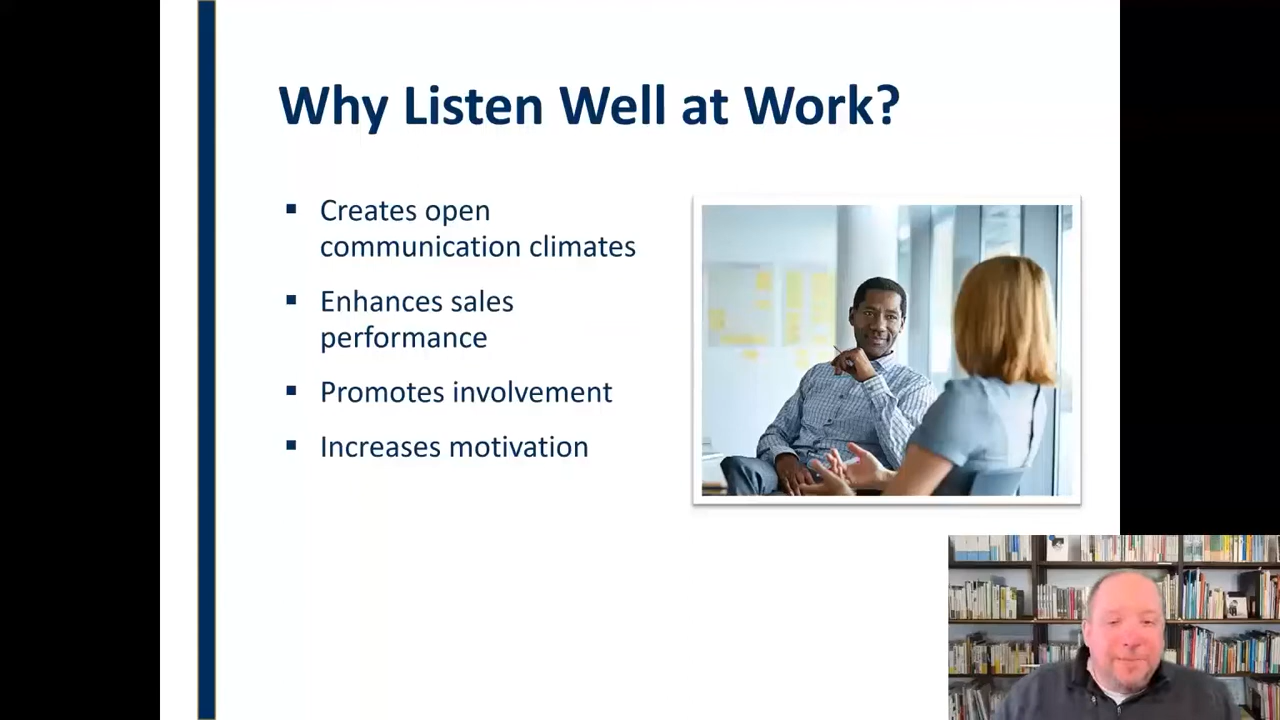 Why Listen Well at Work?
Creates open
communication climates
Enhances sales
performance
Promotes involvement
Increases motivation